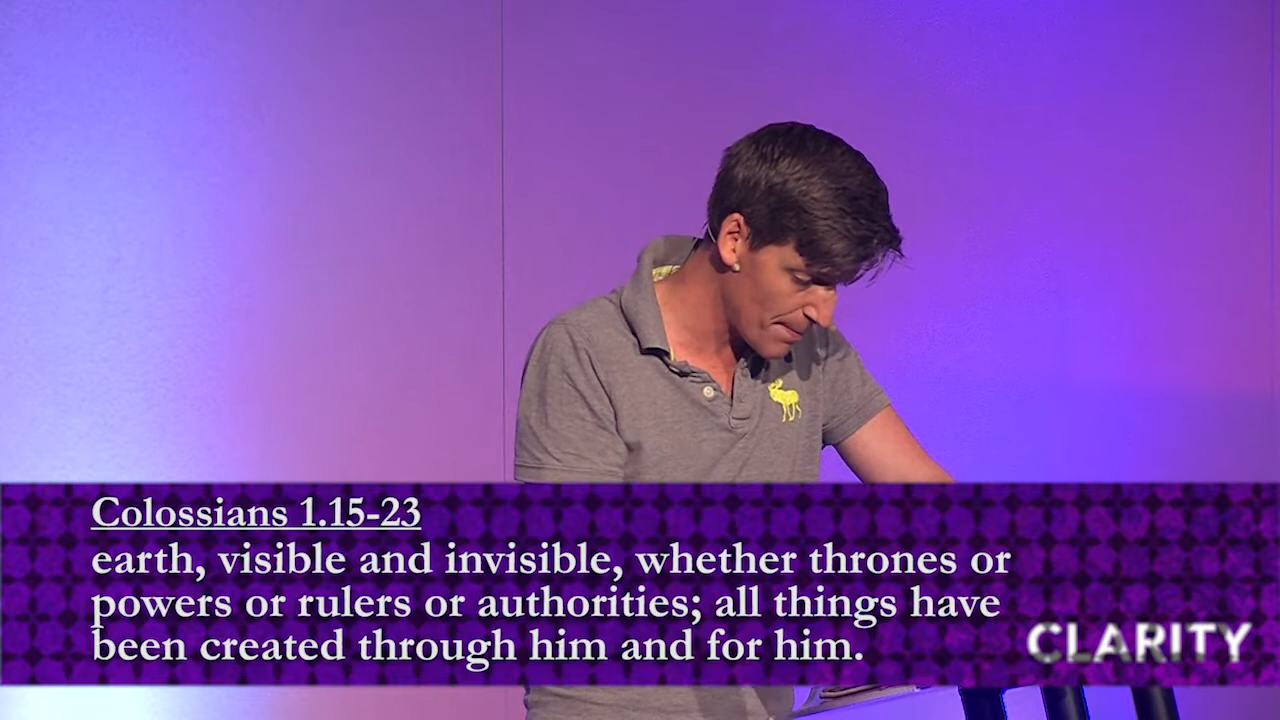 Colossians 1.15-23
earth, visible and invisible, whether thrones or
powers or rulers or authorities; all things have
been created through him and for him.
CLARITY